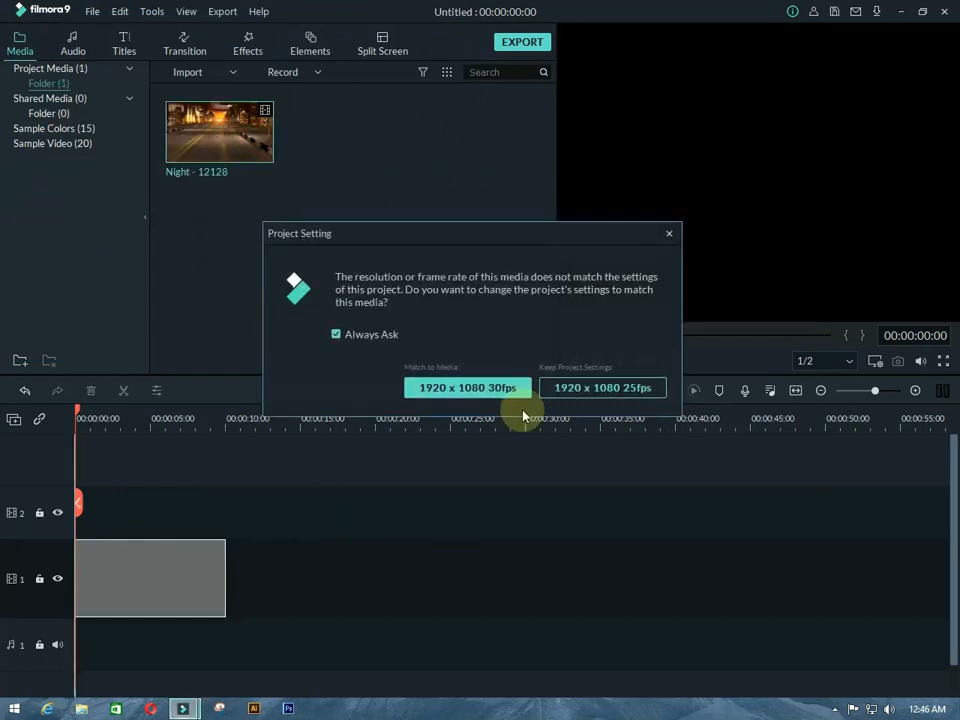 filmora9
File Edit Tools View Export Help
Untitled : 00:00:00:00
Media Audio Titles Transition Effects Elements Split Screen
EXPORT
Project Media (1)
Folder (1)
Shared Media (0)
Folder (0)
Sample Colors (15)
Sample Video (20)
Import Record Search
Night - 12128
Project Setting
The resolution or frame rate of this media does not match the settings
of this project. Do you want to change the project's settings to match
this media?
Always Ask
Match to Media: Keep Project Settings:
1920 x 1080 30fps 1920 x 1080 25fps
{ } 00:00:00:00
1/2
00:00:00:00 00:00:05:00 00:00:10:00 00:00:15:00 00:00:20:00 00:00:25:00 00:00:30:00 00:00:35:00 00:00:40:00 00:00:45:00 00:00:50:00 00:00:55:00
2
1
1
Ai Ps 12:46 AM